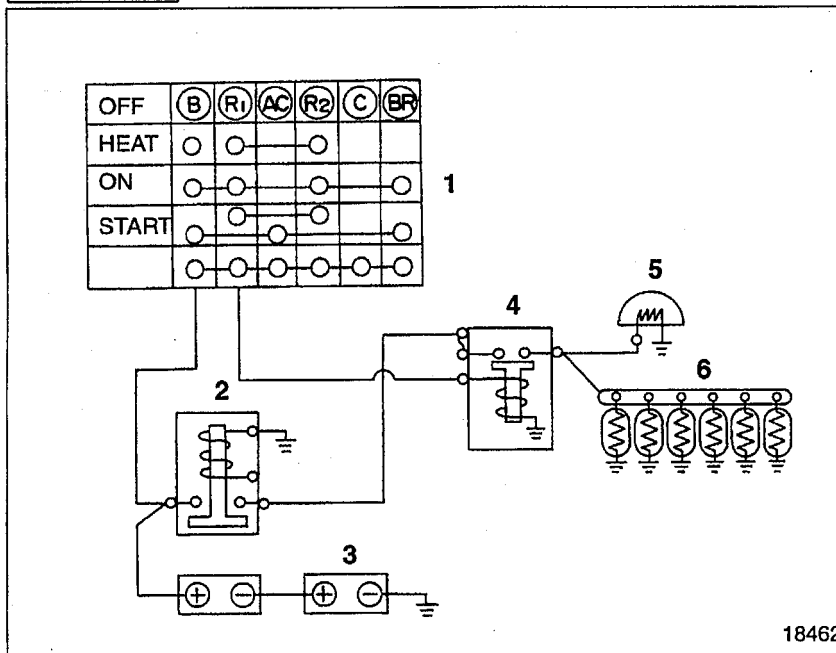 OFF B R1 AC R2 C BR
HEAT
ON
START
1
2
3
4
5
6
+ − + −
18462